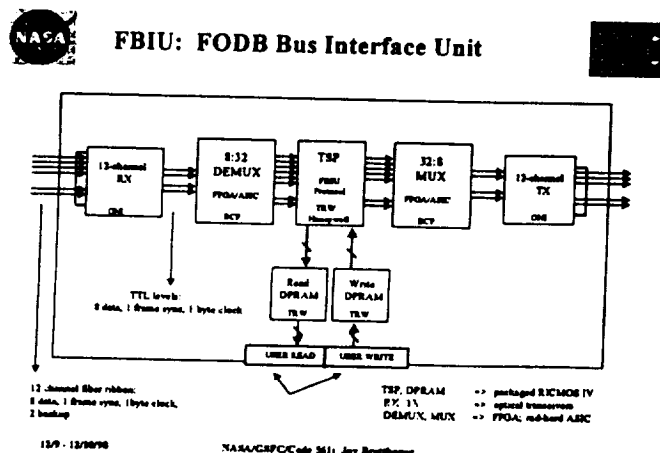 NASA
FBIU: FODB Bus Interface Unit
12-channel
RX
8:32
DEMUX
FPGA/ASIC
TSP
FBIU
Protocol
TRW
Honeywell
32:8
MUX
FPGA/ASIC
12-channel
TX
TTL levels:
8 data, 1 frame sync, 1 byte clock
Read
DPRAM
TRW
Write
DPRAM
TRW
USER READ
USER WRITE
12 channel fiber ribbon:
8 data, 1 frame sync, 1byte clock,
2 backup
TSP, DPRAM => packaged RICMOS IV
RX, TX => optical
DEMUX, MUX => FPGA; rad-hard ASIC
NASA/GSFC/Code 561: Jay